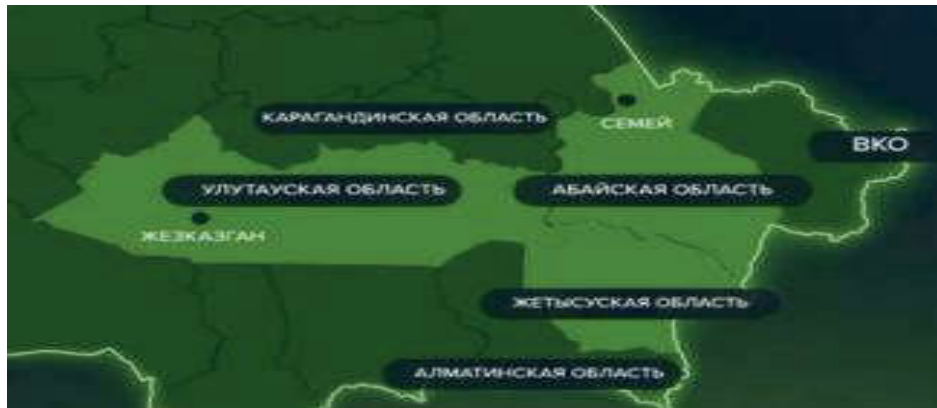 КАРАГАНДИНСКАЯ ОБЛАСТЬ
СЕМЕЙ
ВКО
УЛУТАУСКАЯ ОБЛАСТЬ
АБАЙСКАЯ ОБЛАСТЬ
ЖЕЗКАЗГАН
ЖЕТЫСУСКАЯ ОБЛАСТЬ
АЛМАТИНСКАЯ ОБЛАСТЬ